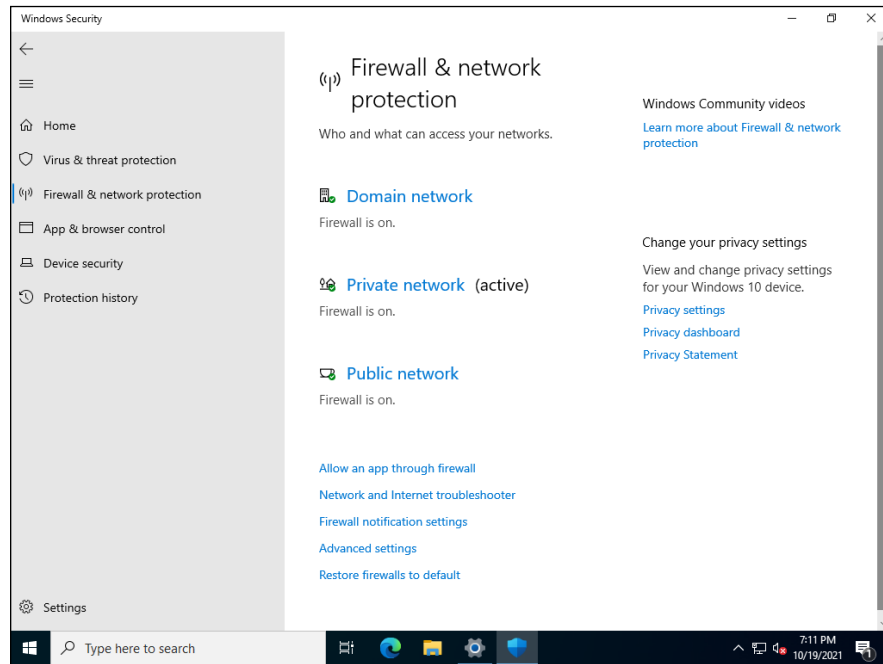 Windows Security
Home
Virus & threat protection
Firewall & network protection
App & browser control
Device security
Protection history
Settings
Firewall & network
protection
Who and what can access your networks.
Domain network
Firewall is on.
Private network (active)
Firewall is on.
Public network
Firewall is on.
Allow an app through firewall
Network and Internet troubleshooter
Firewall notification settings
Advanced settings
Restore firewalls to default
Windows Community videos
Learn more about Firewall & network
protection
Change your privacy settings
View and change privacy settings
for your Windows 10 device.
Privacy settings
Privacy dashboard
Privacy Statement
Type here to search
7:11 PM
10/19/2021
1